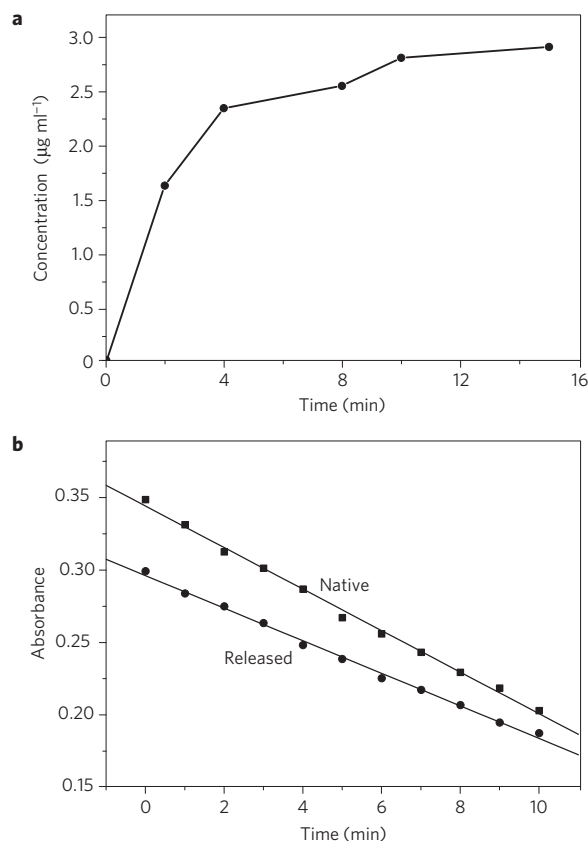 a
3.0
2.5
2.0
1.5
1.0
0.5
0
Concentration (µg ml⁻¹)
0 4 8 12 16
Time (min)
b
0.35
0.30
0.25
0.20
0.15
Absorbance
Native
Released
0 2 4 6 8 10
Time (min)